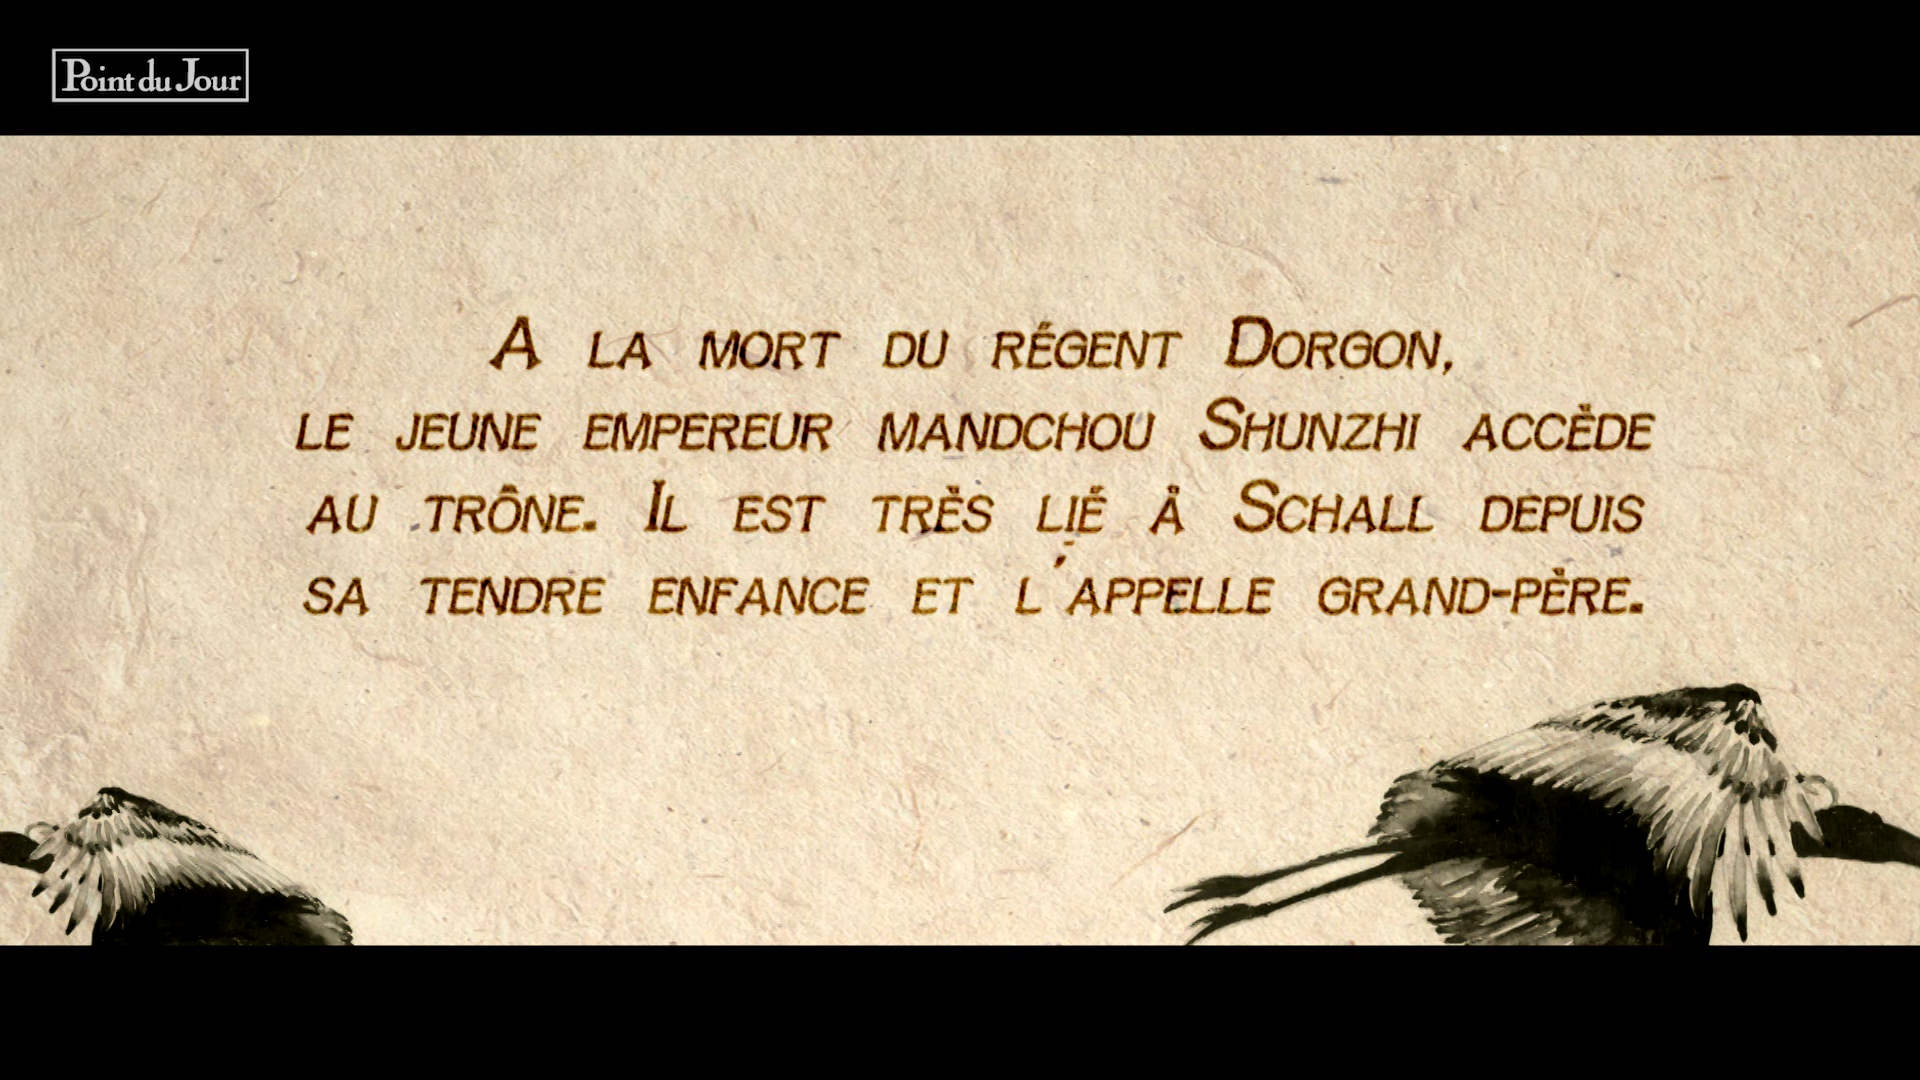 Point du Jour
A LA MORT DU RÉGENT DORGON,
LE JEUNE EMPEREUR MANDCHOU SHUNZHI ACCÈDE
AU TRÔNE. IL EST TRÈS LIÉ À SCHALL DEPUIS
SA TENDRE ENFANCE ET L'APPELLE GRAND-PÈRE.